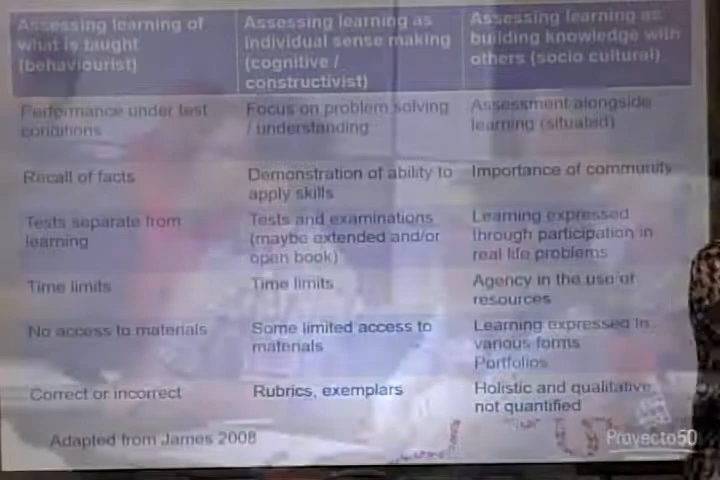 Assessing learning of
what is taught
(behaviourist)
Assessing learning as
individual sense making
(cognitive /
constructivist)
Assessing learning as
building knowledge with
others (socio cultural)
Performance under test
conditions
Focus on problem solving
/ understanding
Assessment alongside
learning (situated)
Recall of facts
Demonstration of ability to
apply skills
Importance of community
Tests separate from
learning
Tests and examinations
(maybe extended and/or
open book)
Learning expressed
through participation in
real life problems
Time limits
Time limits
Agency in the use of
resources
No access to materials
Some limited access to
materials
Learning expressed in
various forms
Portfolios
Correct or incorrect
Rubrics, exemplars
Holistic and qualitative,
not quantified
Adapted from James 2008
Proyecto50